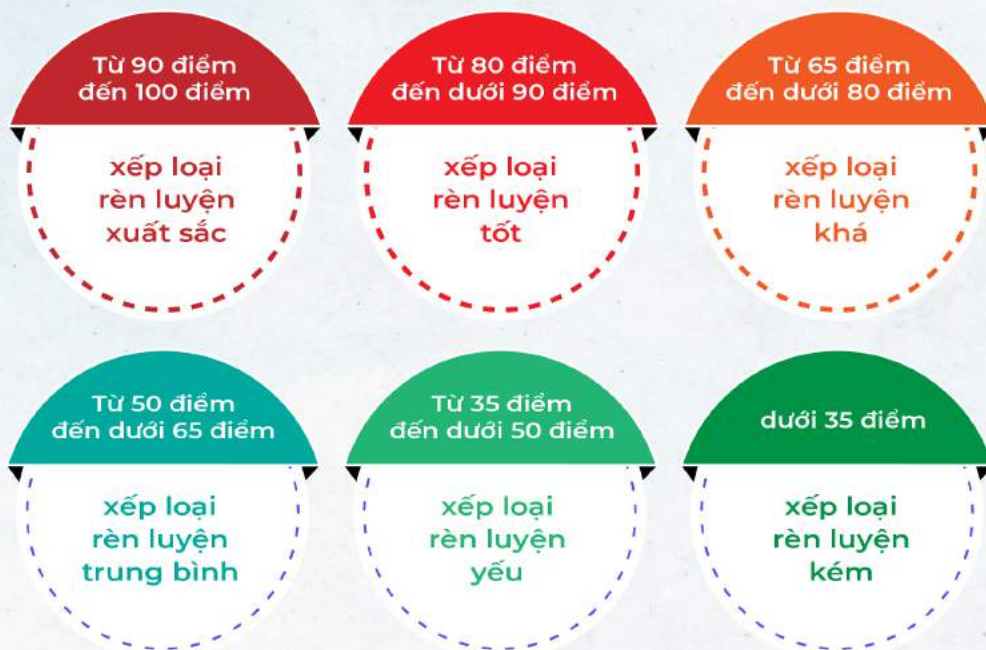 Từ 90 điểm
đến 100 điểm
xếp loại
rèn luyện
xuất sắc
Từ 80 điểm
đến dưới 90 điểm
xếp loại
rèn luyện
tốt
Từ 65 điểm
đến dưới 80 điểm
xếp loại
rèn luyện
khá
Từ 50 điểm
đến dưới 65 điểm
xếp loại
rèn luyện
trung bình
Từ 35 điểm
đến dưới 50 điểm
xếp loại
rèn luyện
yếu
dưới 35 điểm
xếp loại
rèn luyện
kém